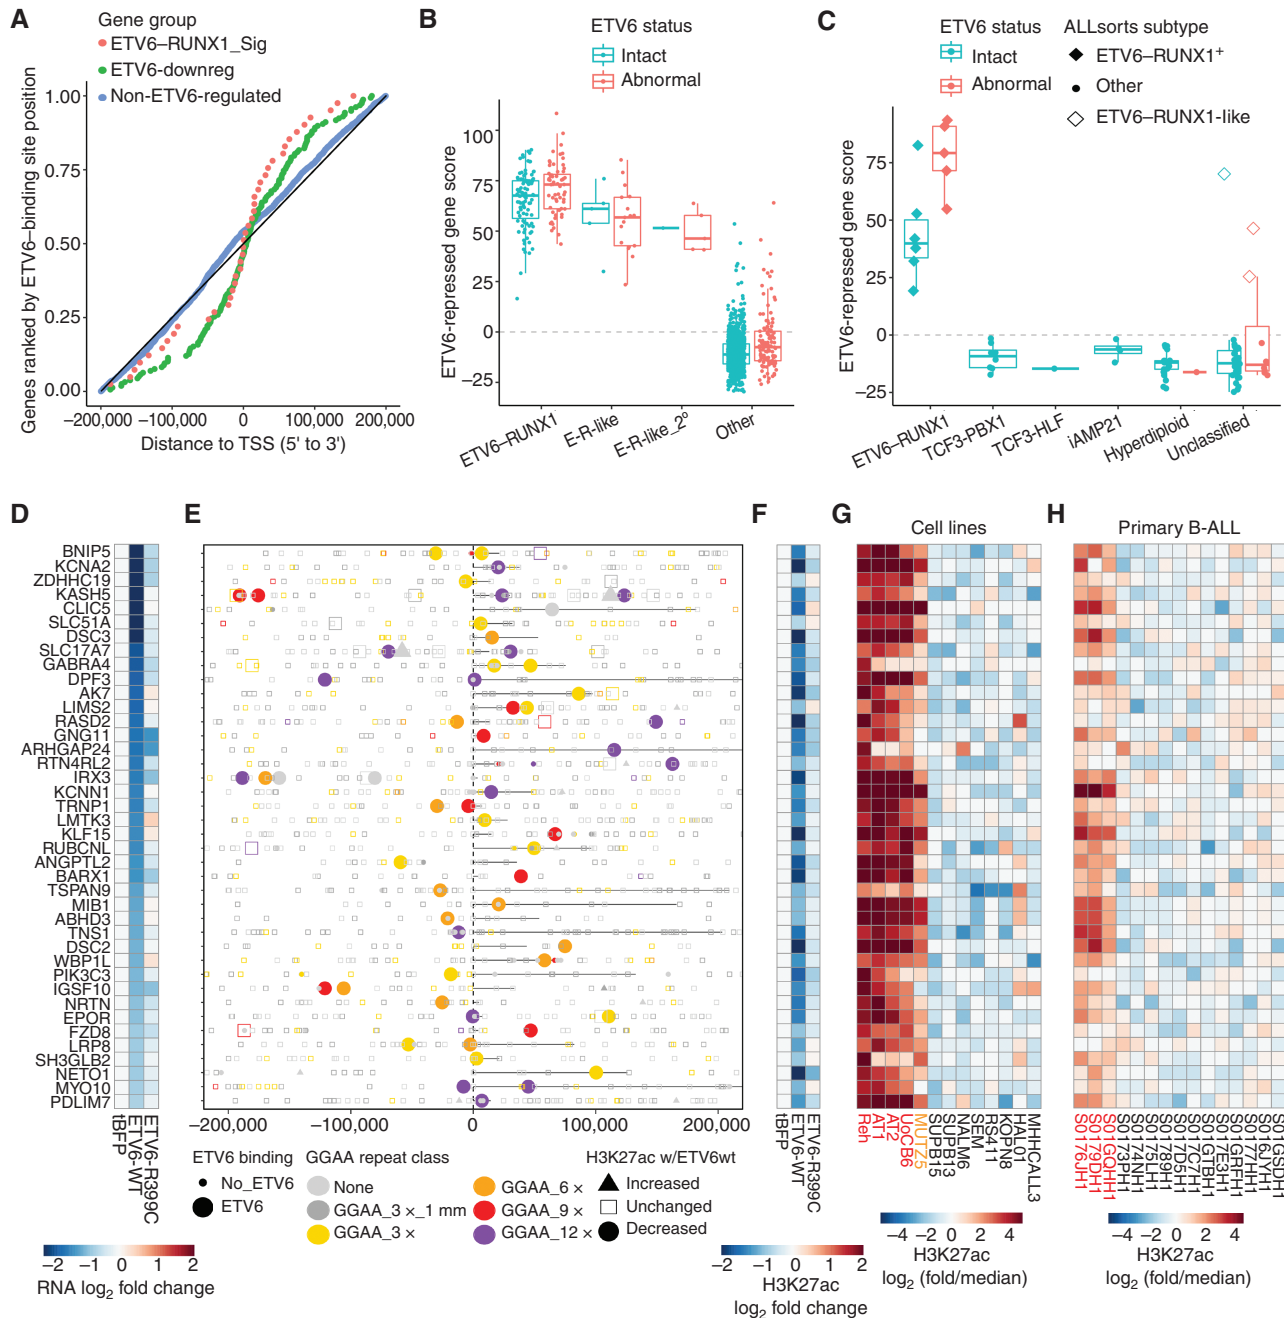 A
Gene group
ETV6–RUNX1_Sig
ETV6-downreg
Non-ETV6-regulated
Genes ranked by ETV6–binding site position
1.00
0.75
0.50
0.25
0.00
−200,000
−100,000
0
100,000
200,000
Distance to TSS (5' to 3')
B
ETV6 status
Intact
Abnormal
ETV6-repressed gene score
100
75
50
25
0
−25
ETV6–RUNX1
E-R-like
E-R-like_2°
Other
C
ETV6 status
Intact
Abnormal
ALLsorts subtype
ETV6–RUNX1+
Other
ETV6–RUNX1-like
ETV6-repressed gene score
75
50
25
0
−25
ETV6–RUNX1
TCF3-PBX1
TCF3-HLF
iAMP21
Hyperdiploid
Unclassified
D
BNIP5
KCNA2
ZDHHC19
KASH5
CLIC5
SLC51A
DSC3
SLC17A7
GABRA4
DPF3
AK7
LIMS2
RASD2
GNG11
ARHGAP24
RTN4RL2
IRX3
KCNN1
TRNP1
LMTK3
KLF15
RUBCNL
ANGPTL2
BARX1
TSPAN9
MIB1
ABHD3
TNS1
DSC2
WBP1L
PIK3C3
IGSF10
NRTN
EPOR
FZD8
LRP8
SH3GLB2
NETO1
MYO10
PDLIM7
tBFP
ETV6-WT
ETV6-R399C
−2 −1 0 1 2
RNA log2 fold change
E
−200,000
−100,000
0
100,000
200,000
ETV6 binding
No_ETV6
ETV6
GGAA repeat class
None
GGAA_3 ×_1 mm
GGAA_3 ×
GGAA_6 ×
GGAA_9 ×
GGAA_12 ×
H3K27ac w/ETV6wt
Increased
Unchanged
Decreased
F
tBFP
ETV6-WT
ETV6-R399C
−2 −1 0 1 2
H3K27ac
log2 fold change
G
Cell lines
Reh
AT1
AT2
UoCB6
MUTZ5
SUPB15
SUPB13
NALM6
SEM
RS411
KOPN8
HAL01
MHHCALL3
−4 −2 0 2 4
H3K27ac
log2 (fold/median)
H
Primary B-ALL
S0176JH1
S0179DH1
S01GQHH1
S0173PH1
S0174NH1
S0175LH1
S01789H1
S017D5H1
S017C7H1
S01GTBH1
S017E3H1
S01GRFH1
S0177HH1
S016JYH1
S01GSDH1
−4 −2 0 2 4
H3K27ac
log2 (fold/median)